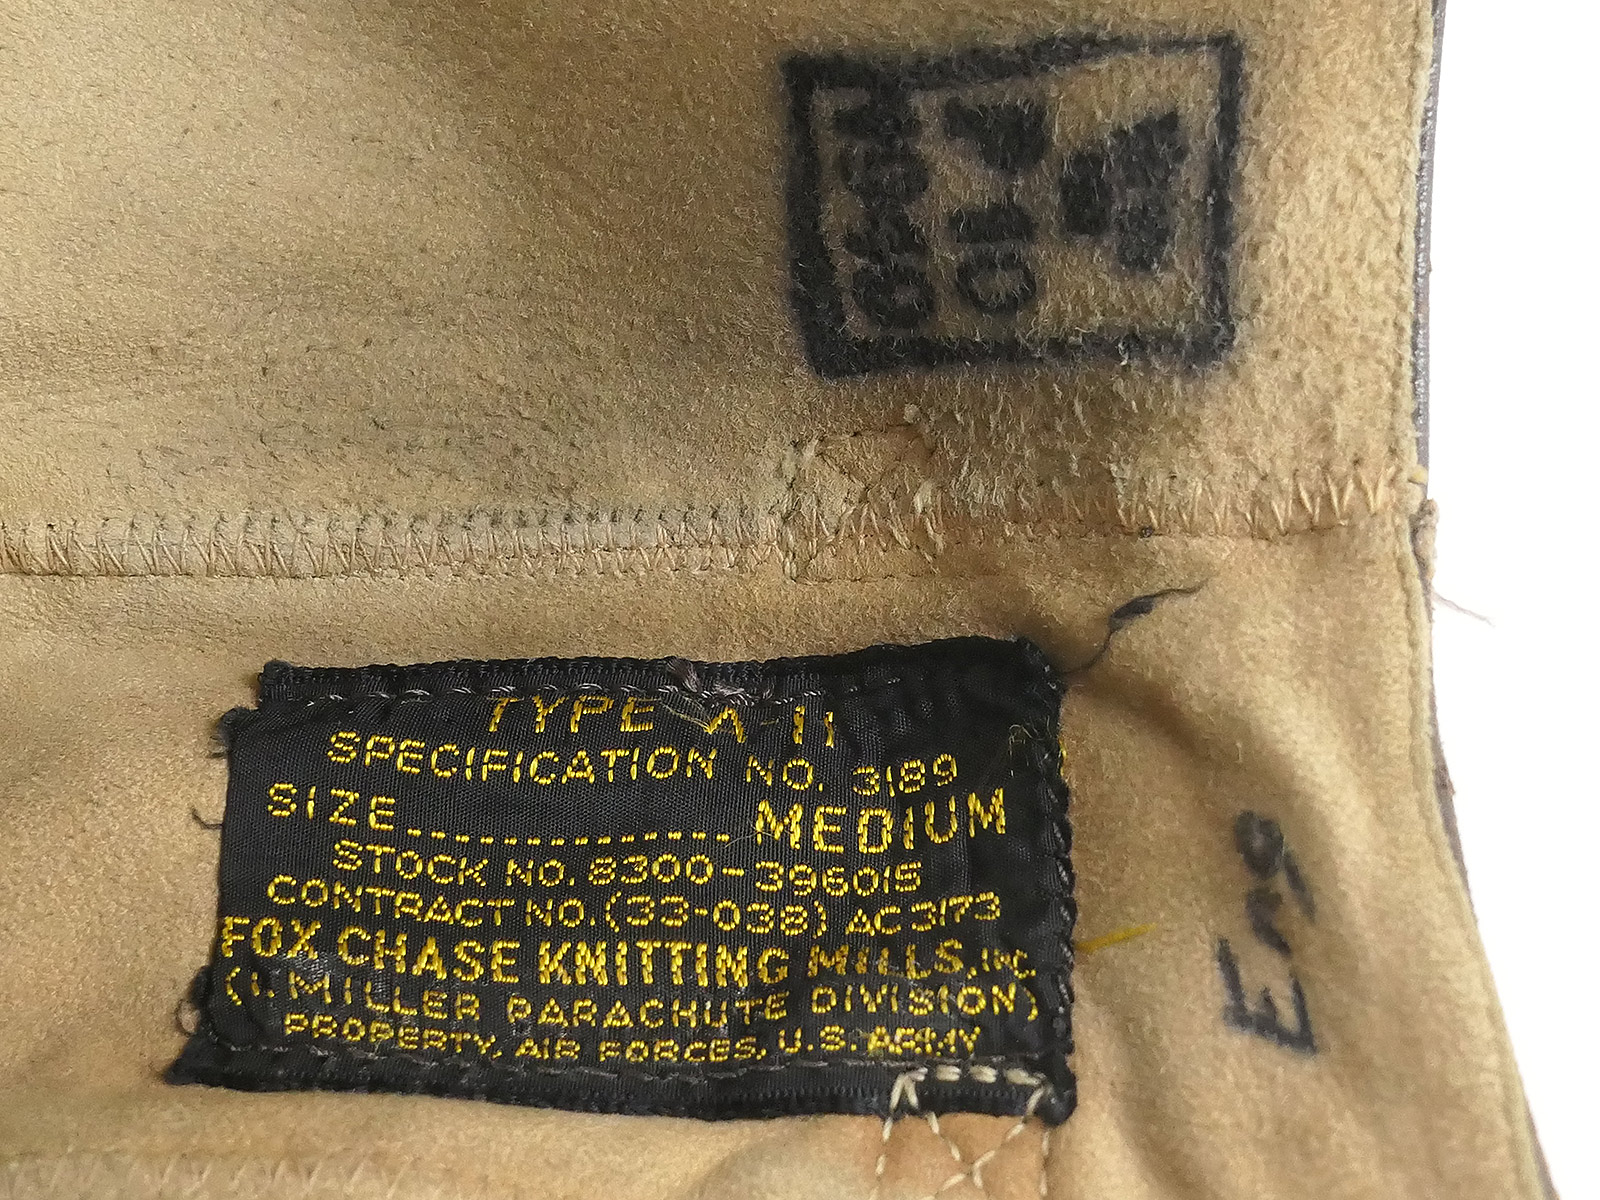 TYPE A-11
SPECIFICATION NO. 3189
SIZE.................. MEDIUM
STOCK NO. 8300-396015
CONTRACT NO. (33-038) AC 3173
FOX CHASE KNITTING MILLS, INC
(I. MILLER PARACHUTE DIVISION)
PROPERTY, AIR FORCES, U.S. ARMY
Eng